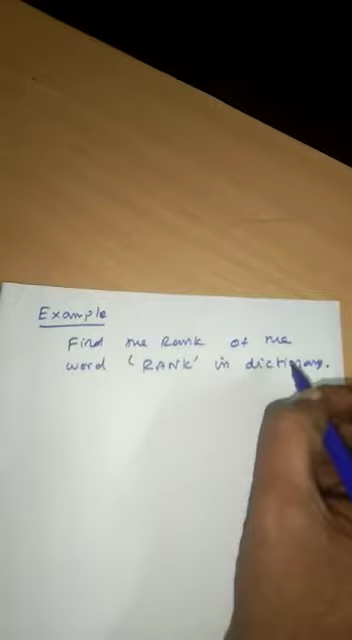 Example
Find the Rank of the
word 'RANK' in dictionary.